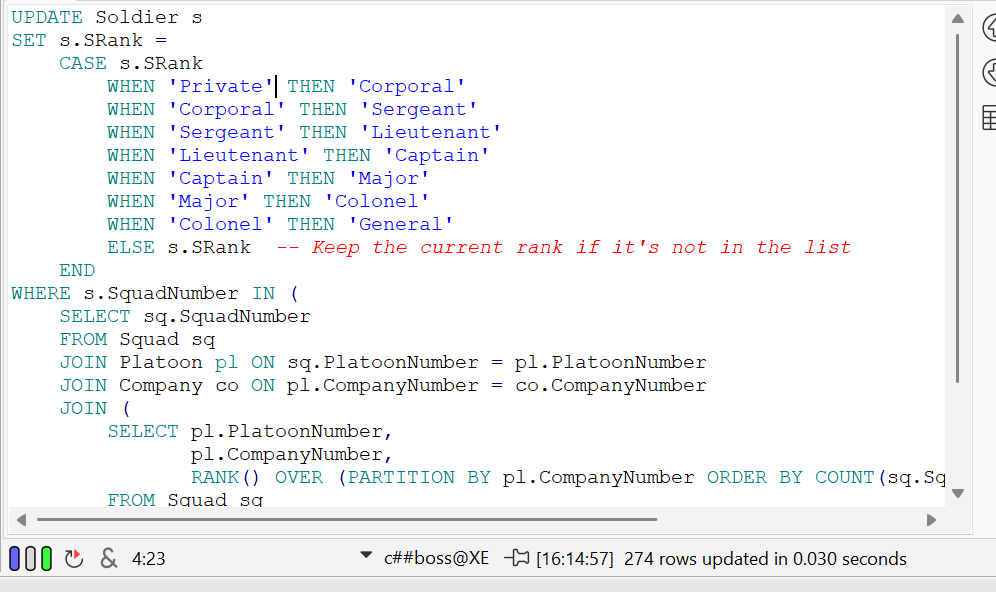 UPDATE Soldier s
SET s.SRank =
    CASE s.SRank
        WHEN 'Private' THEN 'Corporal'
        WHEN 'Corporal' THEN 'Sergeant'
        WHEN 'Sergeant' THEN 'Lieutenant'
        WHEN 'Lieutenant' THEN 'Captain'
        WHEN 'Captain' THEN 'Major'
        WHEN 'Major' THEN 'Colonel'
        WHEN 'Colonel' THEN 'General'
        ELSE s.SRank  -- Keep the current rank if it's not in the list
    END
WHERE s.SquadNumber IN (
    SELECT sq.SquadNumber
    FROM Squad sq
    JOIN Platoon pl ON sq.PlatoonNumber = pl.PlatoonNumber
    JOIN Company co ON pl.CompanyNumber = co.CompanyNumber
    JOIN (
        SELECT pl.PlatoonNumber,
               pl.CompanyNumber,
               RANK() OVER (PARTITION BY pl.CompanyNumber ORDER BY COUNT(sq.Sq
        FROM Squad sq
& 4:23 c##boss@XE [16:14:57] 274 rows updated in 0.030 seconds